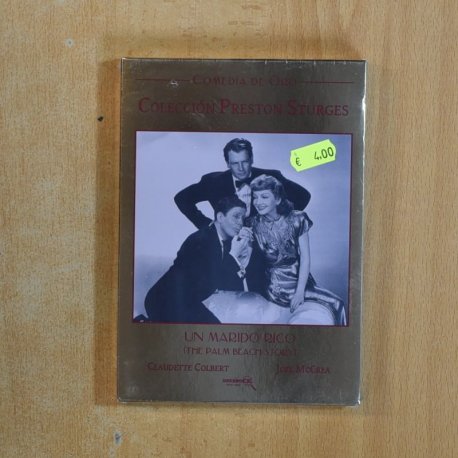 COMEDIA DE ORO
COLECCIÓN PRESTON STURGES
€ 4.00
UN MARIDO RICO
(THE PALM BEACH STORY)
CLAUDETTE COLBERT
JOEL MCCREA